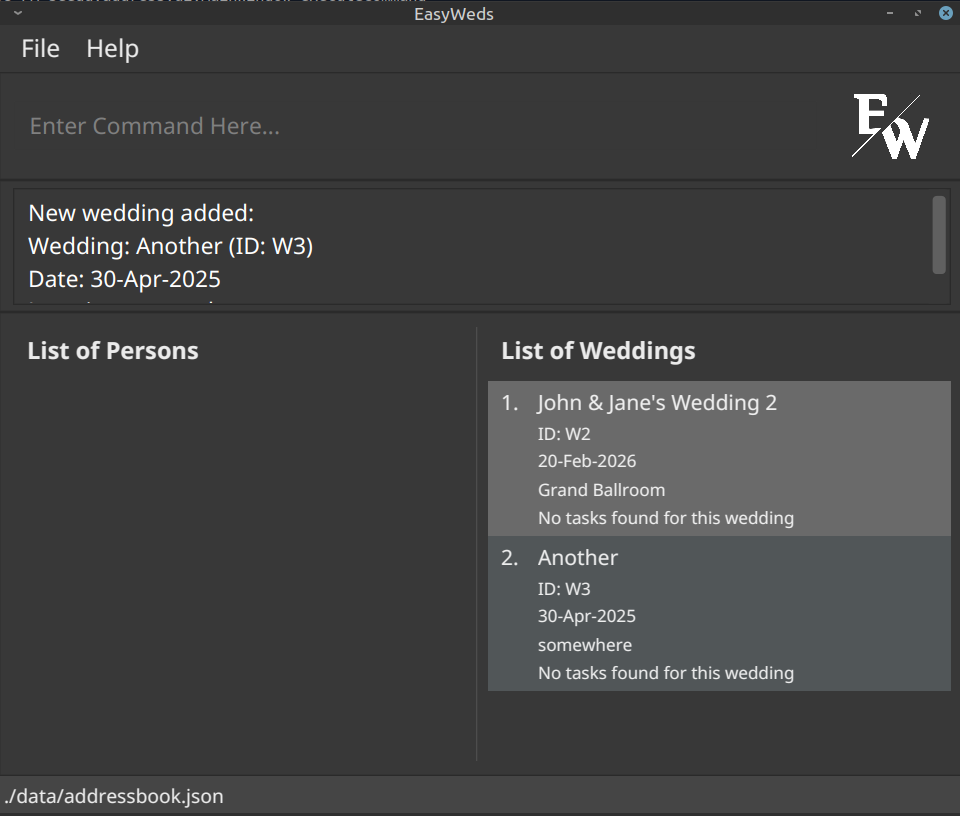 EasyWeds
File Help
Enter Command Here...
EW
New wedding added:
Wedding: Another (ID: W3)
Date: 30-Apr-2025
List of Persons
List of Weddings
1. John & Jane's Wedding 2
ID: W2
20-Feb-2026
Grand Ballroom
No tasks found for this wedding
2. Another
ID: W3
30-Apr-2025
somewhere
No tasks found for this wedding
./data/addressbook.json